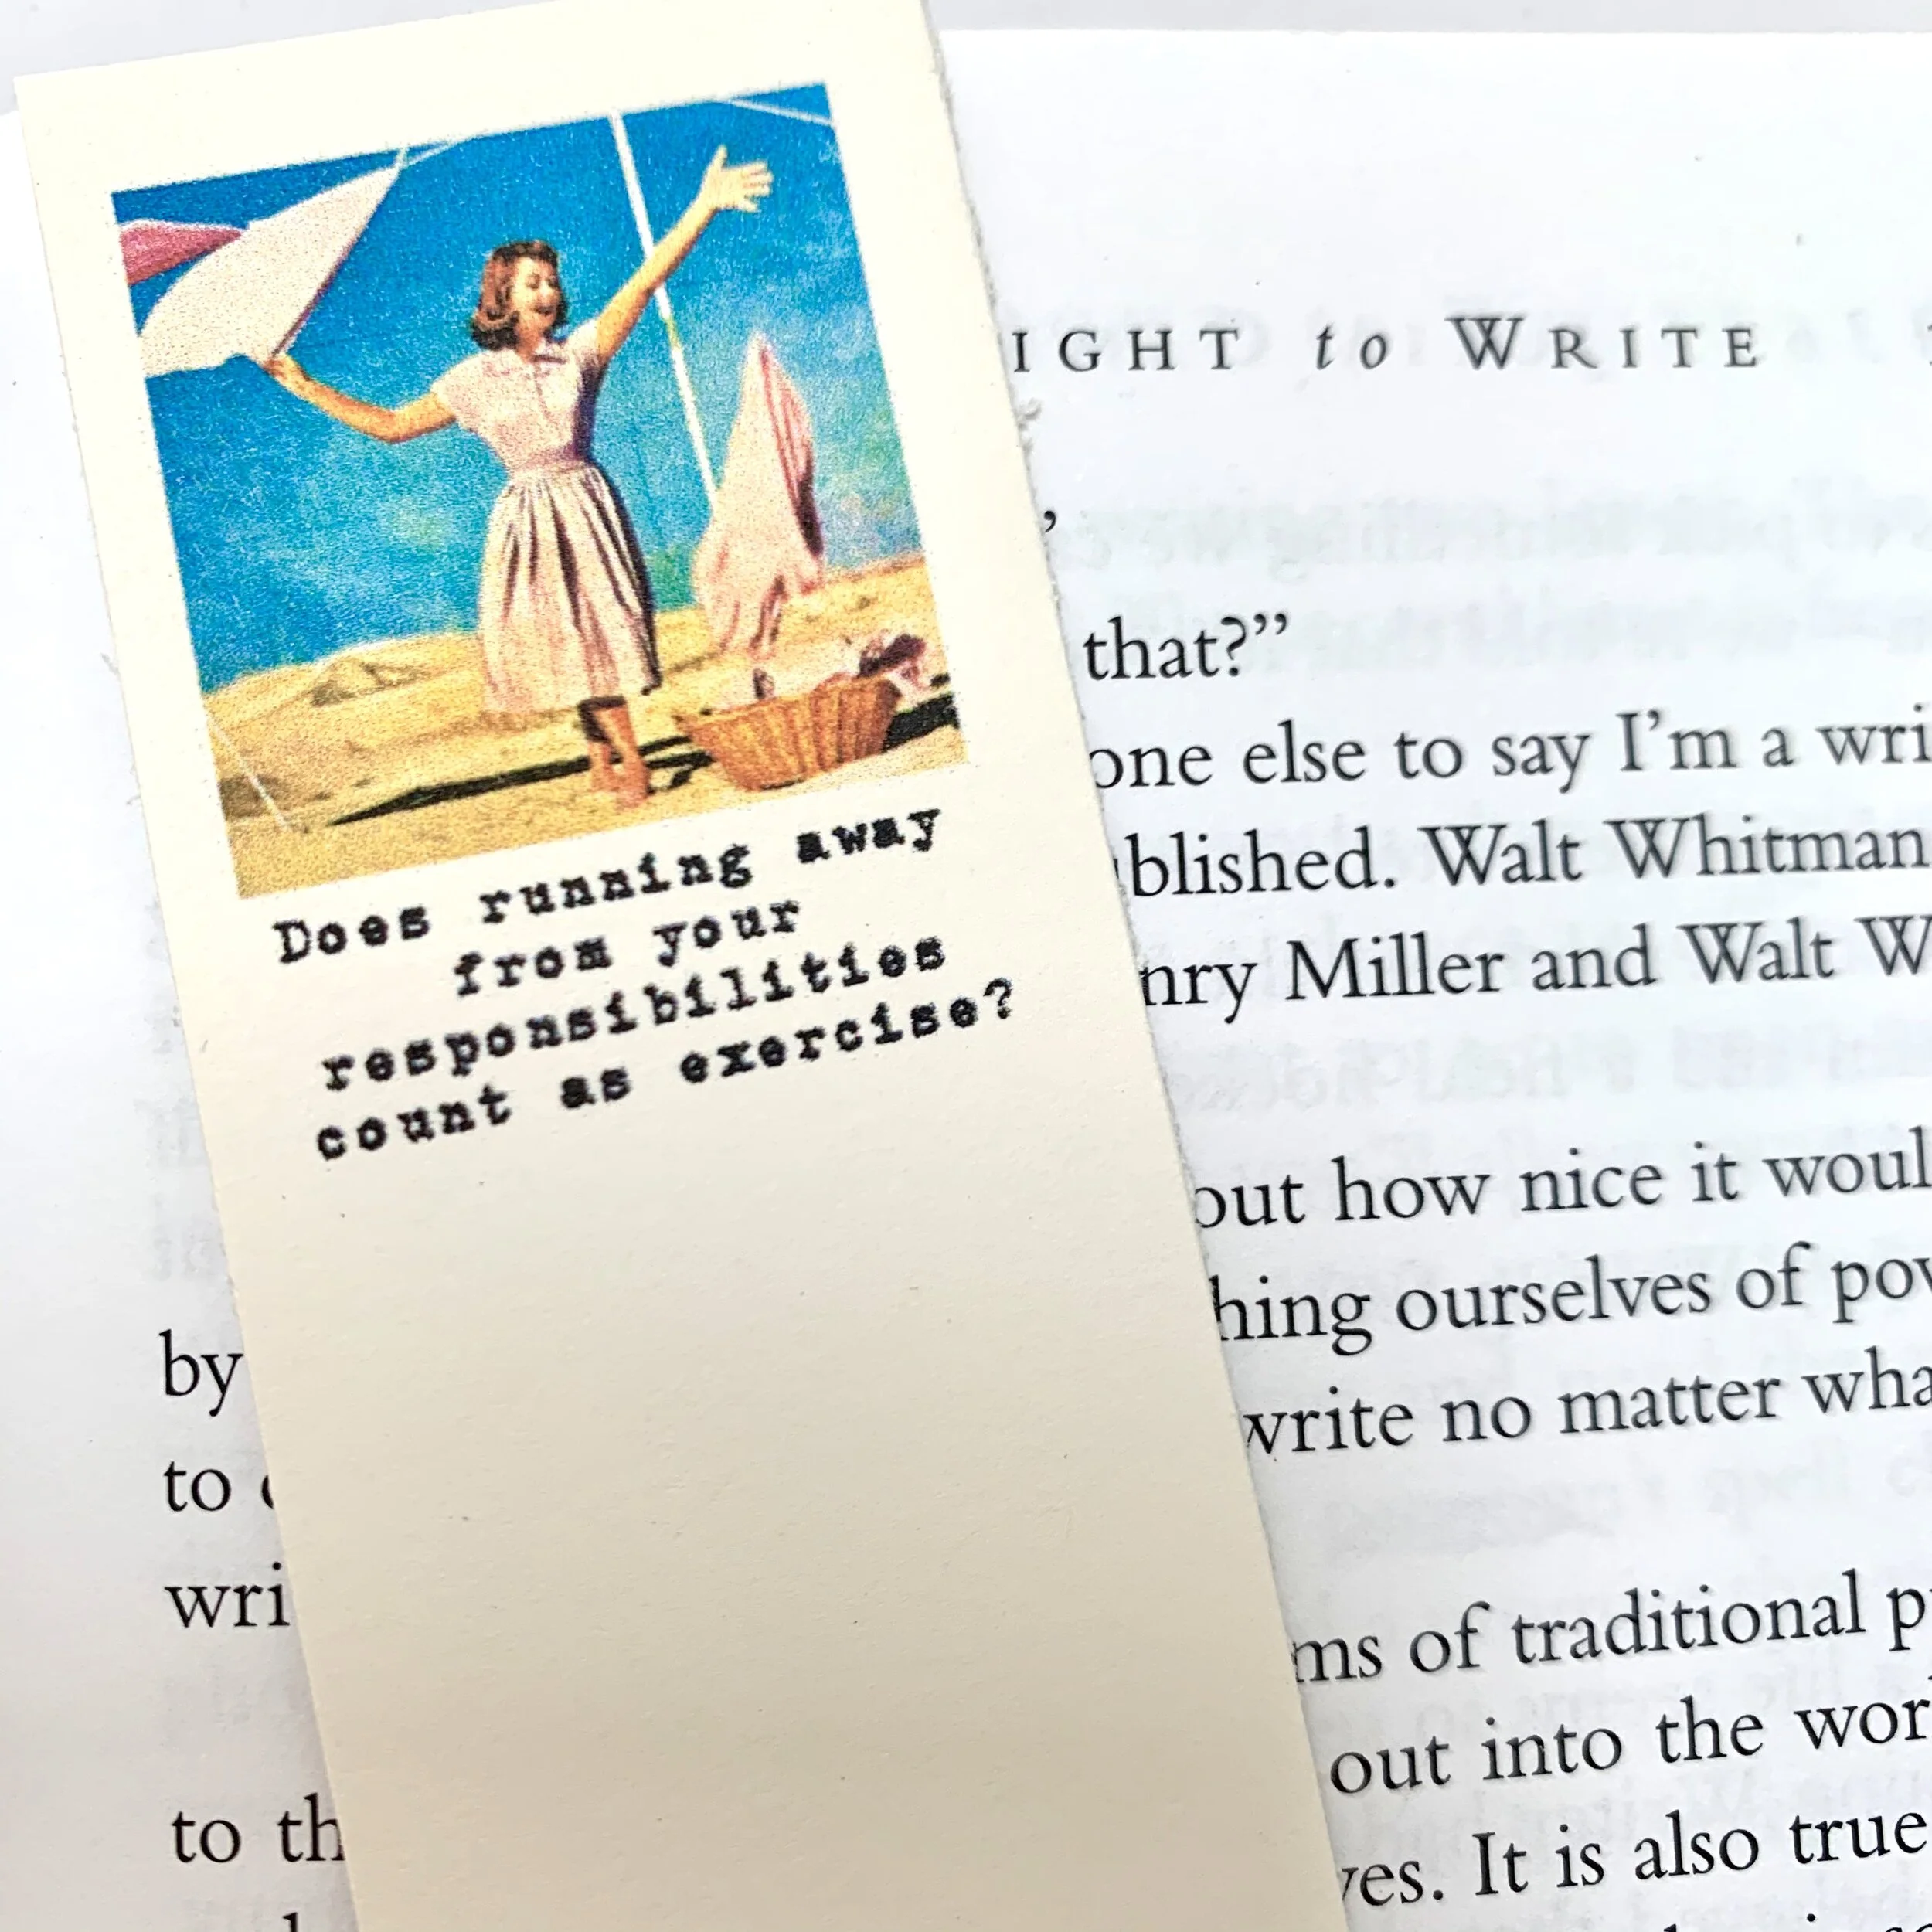 Does running away
from your
responsibilities
count as exercise?
IGHT to WRITE
,
that?”
one else to say I’m a wri
blished. Walt Whitman
nry Miller and Walt W
out how nice it woul
by hing ourselves of pow
to write no matter wha
wri
ms of traditional p
out into the wor
to th ves. It is also true